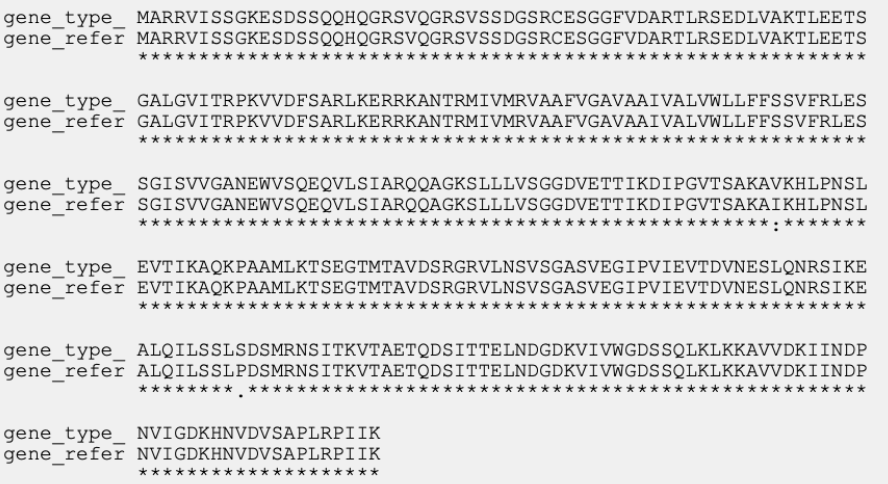 gene_type_ MARRVISSGKESDSSQQHQGRSVQGRSVSSDGSRCESGGFVDARTLRSEDLVAKTLEETS
gene_refer MARRVISSGKESDSSQQHQGRSVQGRSVSSDGSRCESGGFVDARTLRSEDLVAKTLEETS
************************************************************
gene_type_ GALGVITRPKVVDFSARLKERRKANTRMIVMRVAAFVGAVAAIVALVWLLFFSSVFRLES
gene_refer GALGVITRPKVVDFSARLKERRKANTRMIVMRVAAFVGAVAAIVALVWLLFFSSVFRLES
************************************************************
gene_type_ SGISVVGANEWVSQEQVLSIARQQAGKSLLLVSGGDVETTIKDIPGVTSAKAVKHLPNSL
gene_refer SGISVVGANEWVSQEQVLSIARQQAGKSLLLVSGGDVETTIKDIPGVTSAKAIKHLPNSL
****************************************************:*******
gene_type_ EVTIKAQKPAAMLKTSEGTMTAVDSRGRVLNSVSGASVEGIPVIEVTDVNESLQNRSIKE
gene_refer EVTIKAQKPAAMLKTSEGTMTAVDSRGRVLNSVSGASVEGIPVIEVTDVNESLQNRSIKE
************************************************************
gene_type_ ALQILSSLSDSMRNSITKVTAETQDSITTELNDGDKVIVWGDSSQLKLKKAVVDKIINDP
gene_refer ALQILSSLPDSMRNSITKVTAETQDSITTELNDGDKVIVWGDSSQLKLKKAVVDKIINDP
********.***************************************************
gene_type_ NVIGDKHNVDVSAPLRPIIK
gene_refer NVIGDKHNVDVSAPLRPIIK
********************